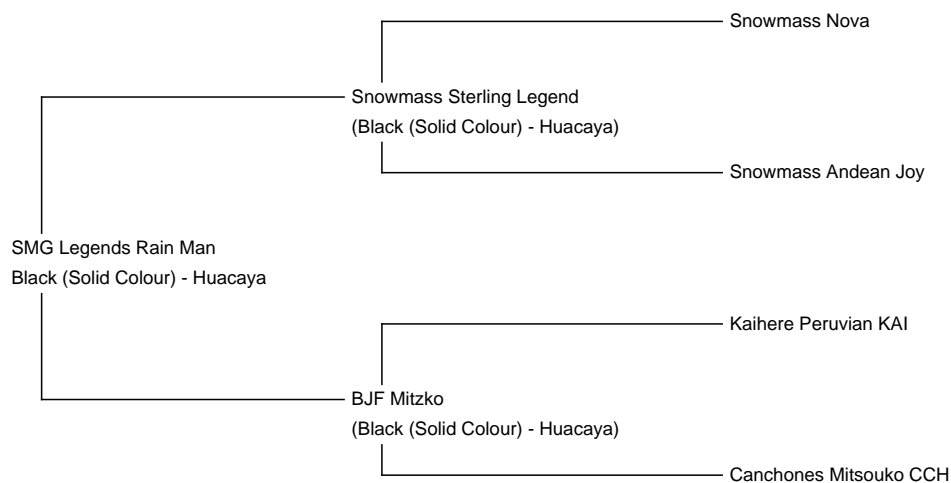 Snowmass Nova
Snowmass Sterling Legend
(Black (Solid Colour) - Huacaya)
Snowmass Andean Joy
SMG Legends Rain Man
Black (Solid Colour) - Huacaya
Kaihere Peruvian KAI
BJF Mitzko
(Black (Solid Colour) - Huacaya)
Canchones Mitsouko CCH